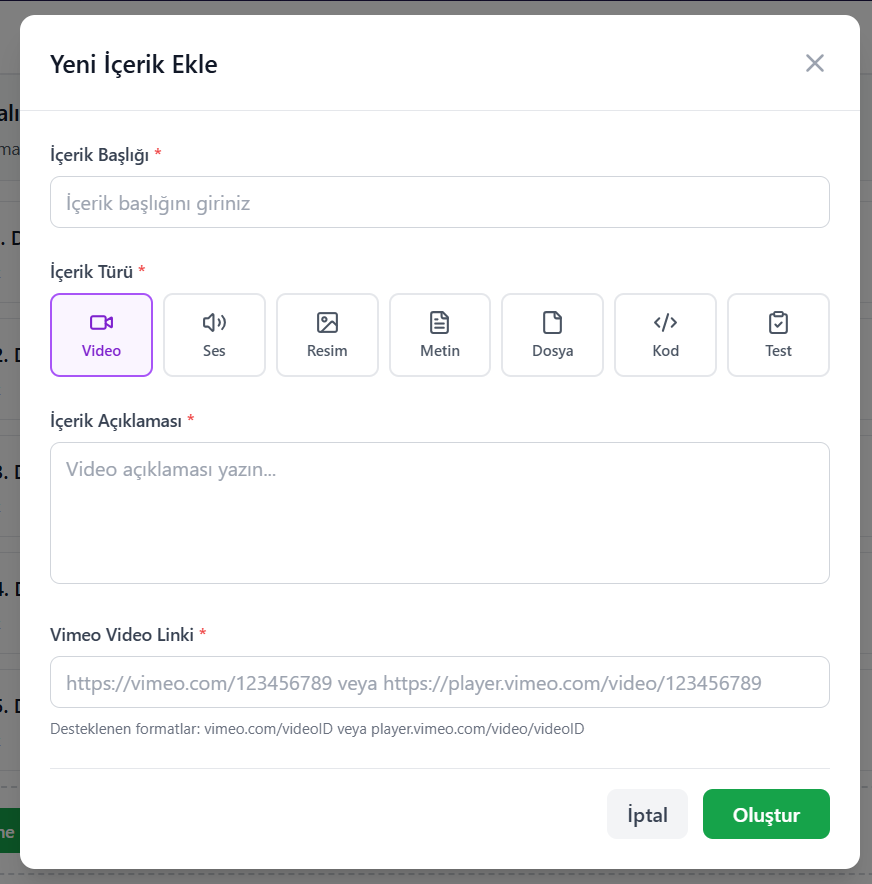 Yeni İçerik Ekle
İçerik Başlığı *
İçerik başlığını giriniz
İçerik Türü *
Video
Ses
Resim
Metin
Dosya
Kod
Test
İçerik Açıklaması *
Video açıklaması yazın...
Vimeo Video Linki *
https://vimeo.com/123456789 veya https://player.vimeo.com/video/123456789
Desteklenen formatlar: vimeo.com/videoID veya player.vimeo.com/video/videoID
İptal
Oluştur